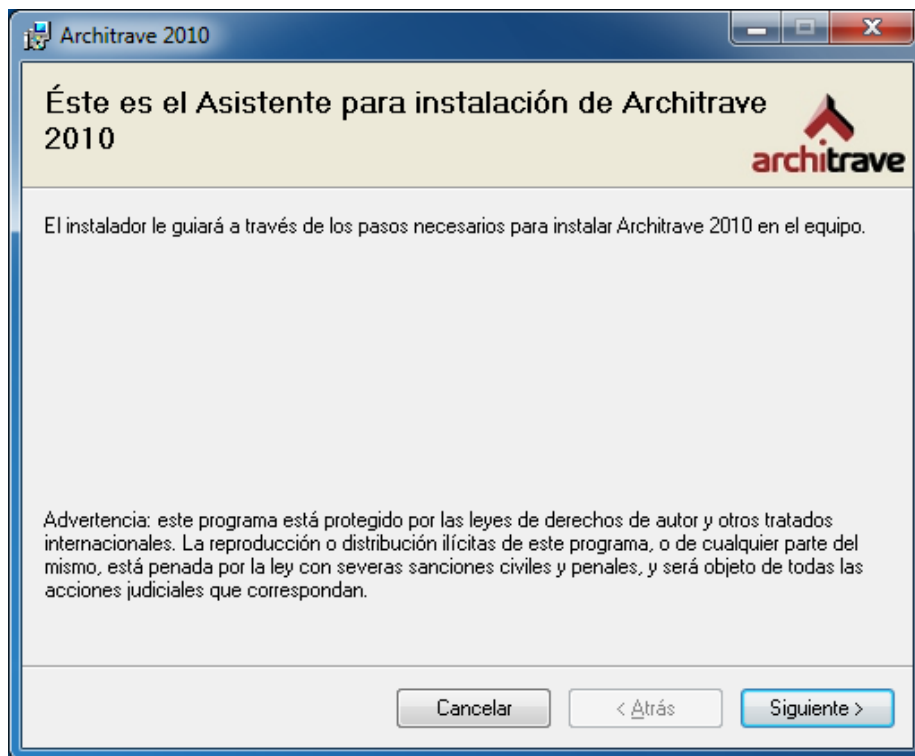 Architrave 2010
Éste es el Asistente para instalación de Architrave
2010
architrave
El instalador le guiará a través de los pasos necesarios para instalar Architrave 2010 en el equipo.
Advertencia: este programa está protegido por las leyes de derechos de autor y otros tratados
internacionales. La reproducción o distribución ilícitas de este programa, o de cualquier parte del
mismo, está penada por la ley con severas sanciones civiles y penales, y será objeto de todas las
acciones judiciales que correspondan.
Cancelar
< Atrás
Siguiente >